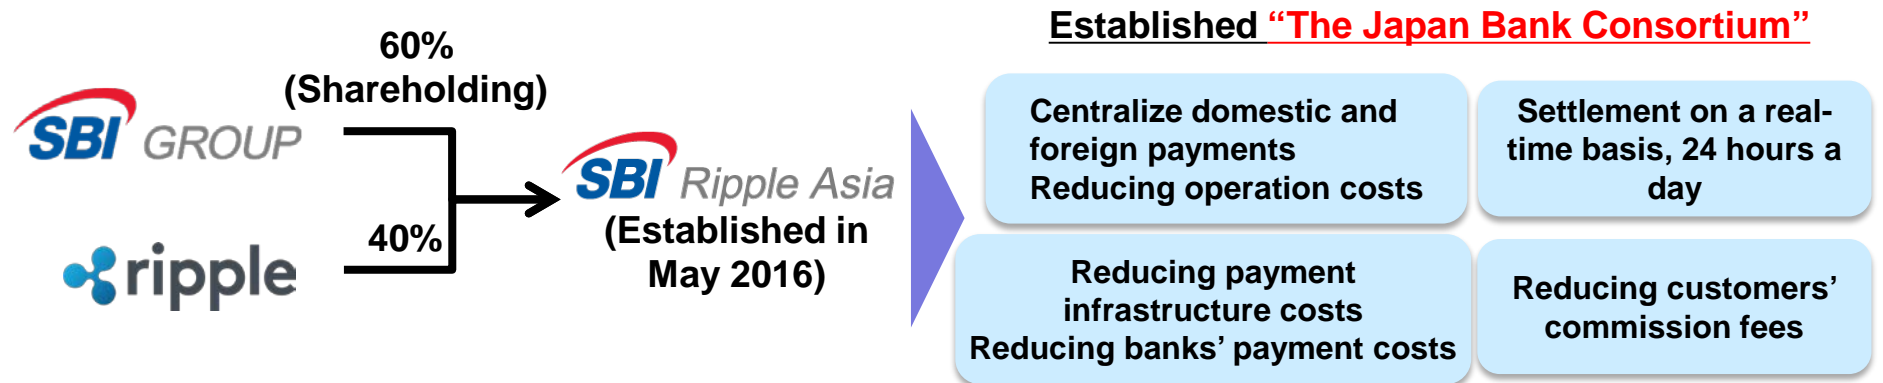 60%
(Shareholding)
SBI GROUP
40%
ripple
SBI Ripple Asia
(Established in
May 2016)
Established “The Japan Bank Consortium”
Centralize domestic and
foreign payments
Reducing operation costs
Settlement on a real-
time basis, 24 hours a
day
Reducing payment
infrastructure costs
Reducing banks’ payment costs
Reducing customers’
commission fees